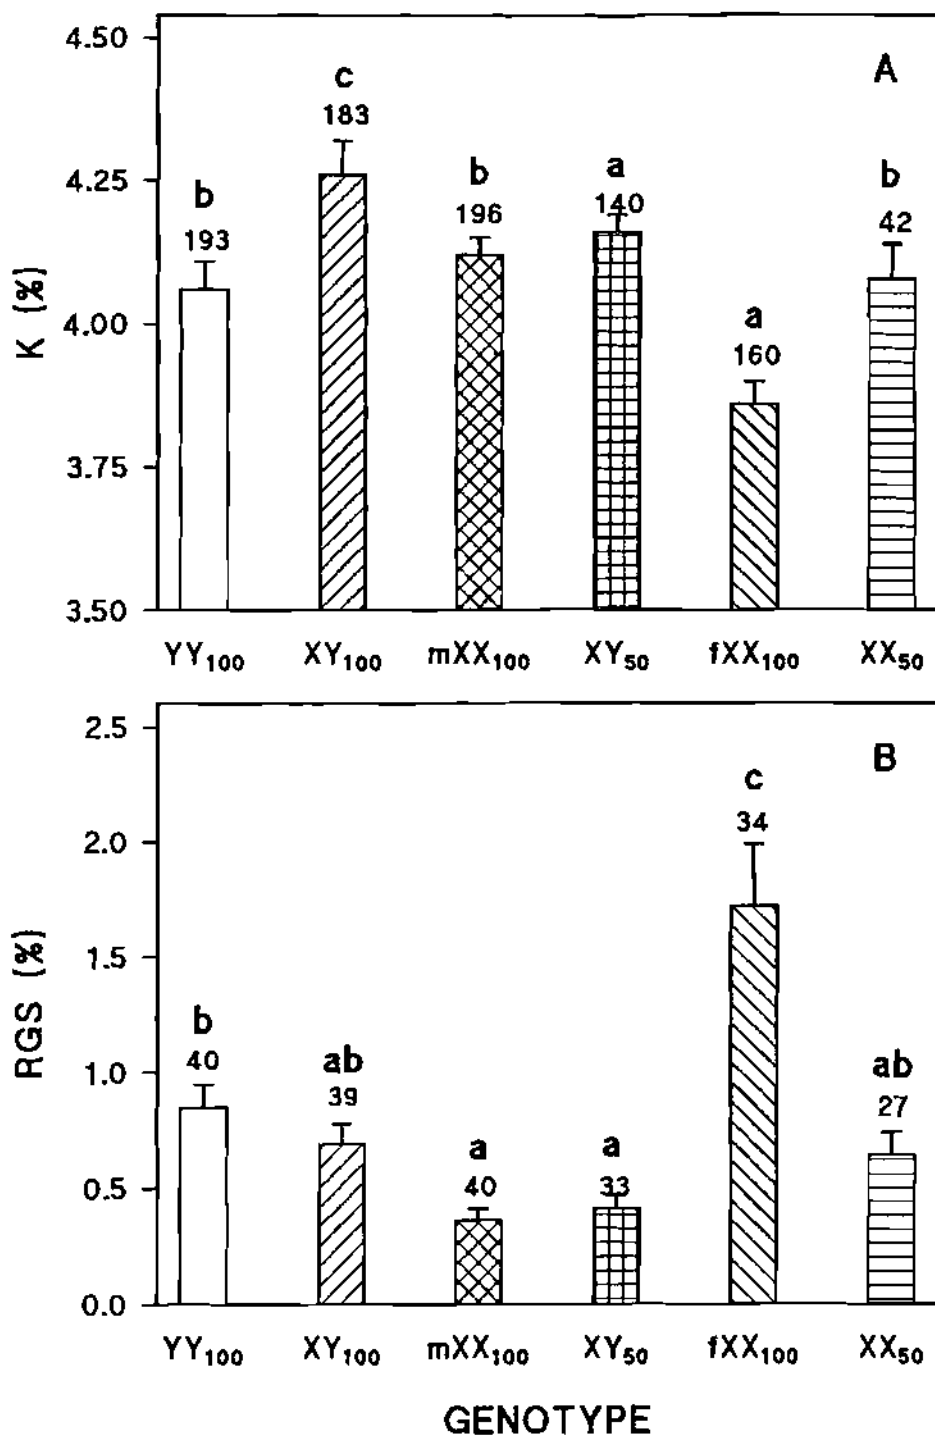 4.50
A
c
183
4.25
b
193
b
196
a
140
b
42
4.00
a
160
3.75
3.50
K (%)
YY100 XY100 mXX100 XY50 fXX100 XX50
2.5
B
c
34
2.0
1.5
b
40
ab
39
a
40
a
33
ab
27
1.0
0.5
0.0
RGS (%)
YY100 XY100 mXX100 XY50 fXX100 XX50
GENOTYPE